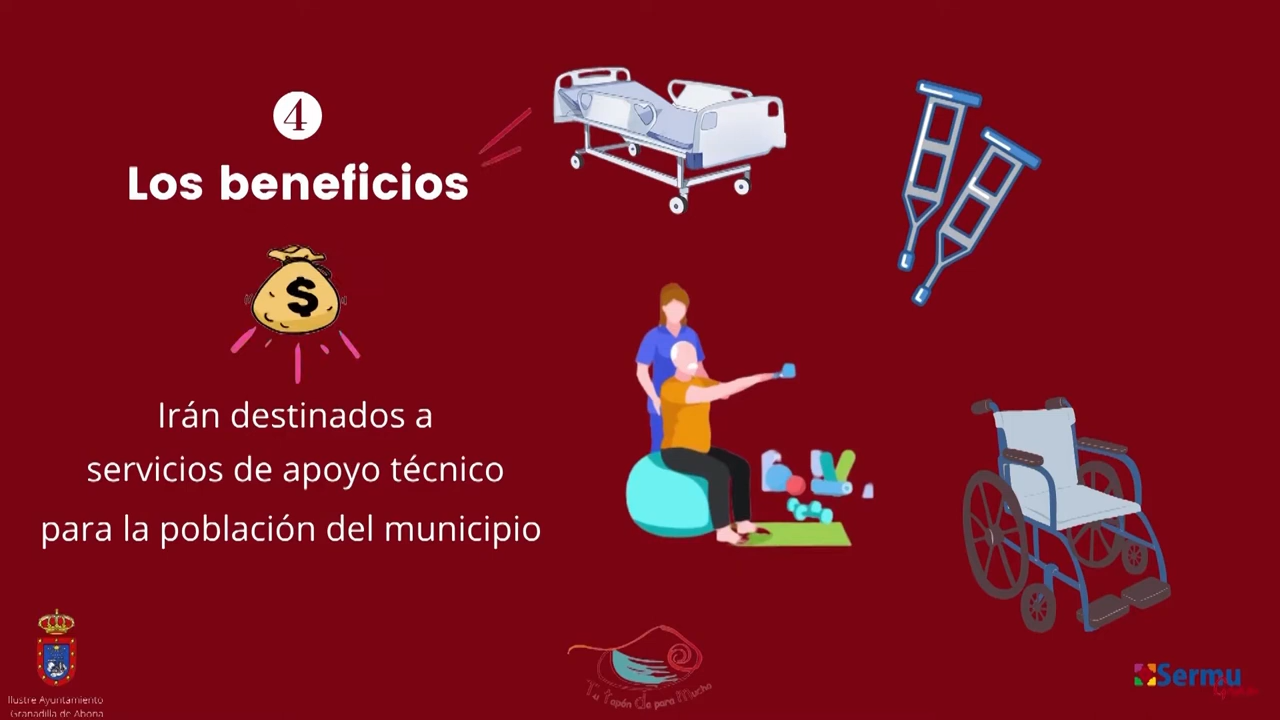 4
Los beneficios
$
Irán destinados a
servicios de apoyo técnico
para la población del municipio
Ilustre Ayuntamiento
Granadilla de Abona
Tu Tapón Da para Mucho
Sermu